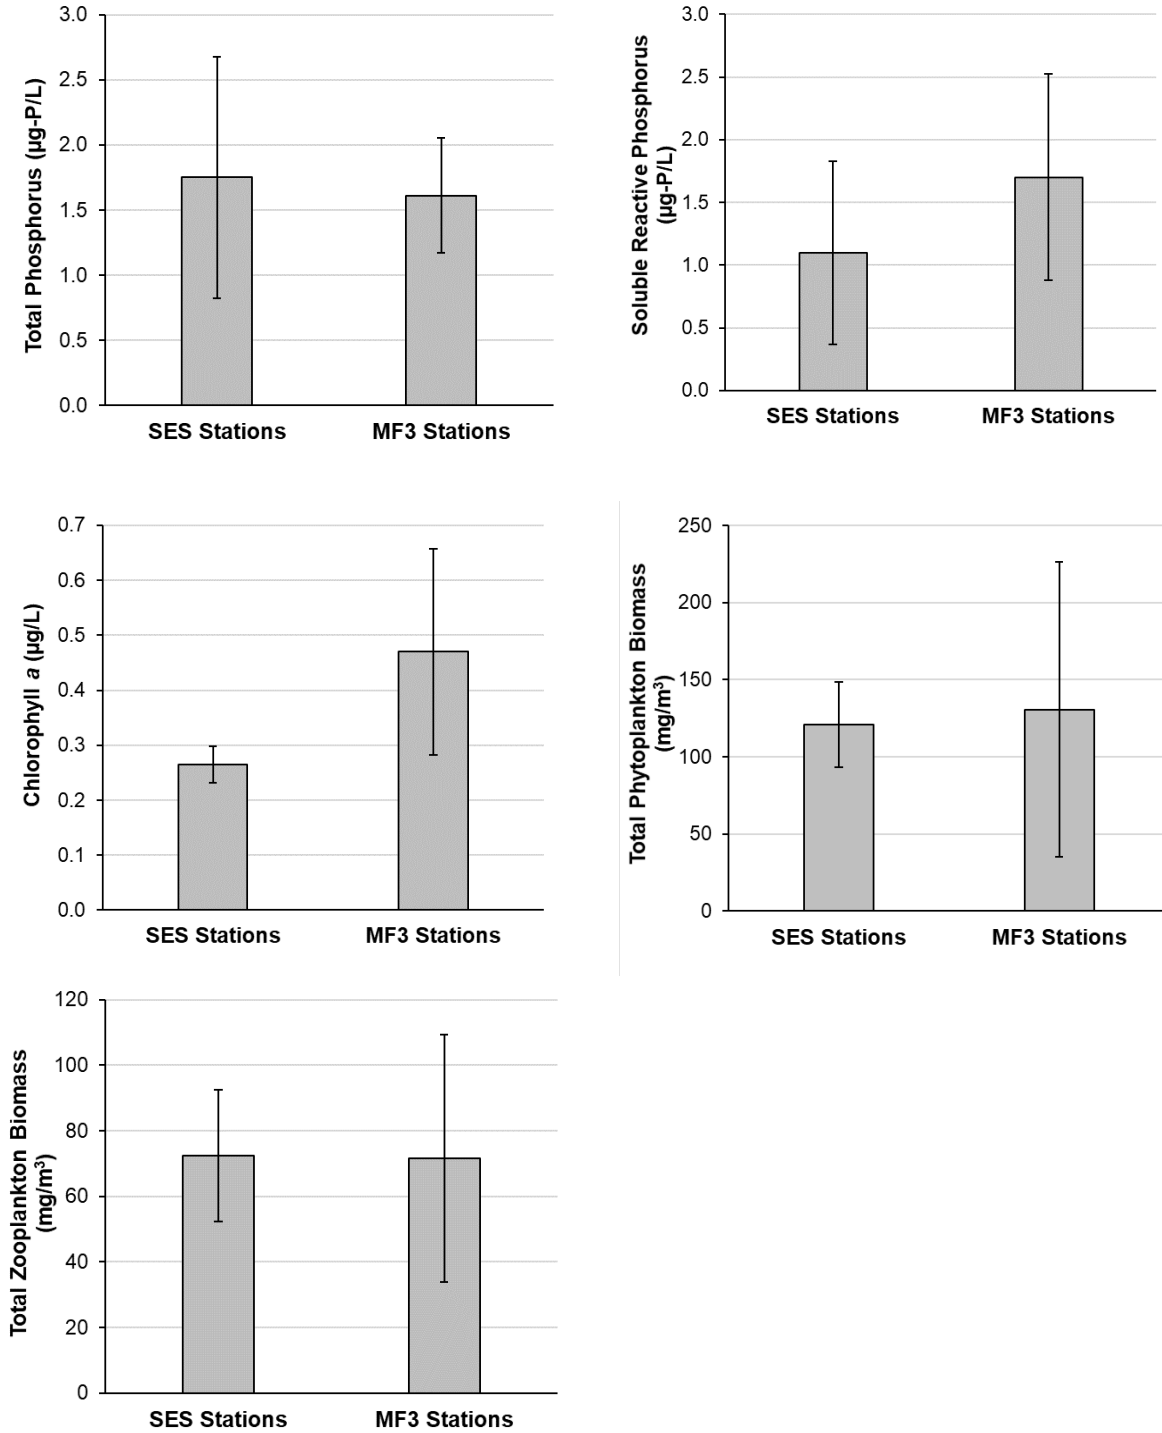 Total Phosphorus (µg-P/L)
3.0
2.5
2.0
1.5
1.0
0.5
0.0
SES Stations MF3 Stations
Soluble Reactive Phosphorus
(µg-P/L)
3.0
2.5
2.0
1.5
1.0
0.5
0.0
SES Stations MF3 Stations
Chlorophyll a (µg/L)
0.7
0.6
0.5
0.4
0.3
0.2
0.1
0.0
SES Stations MF3 Stations
Total Phytoplankton Biomass
(mg/m³)
250
200
150
100
50
0
SES Stations MF3 Stations
Total Zooplankton Biomass
(mg/m³)
120
100
80
60
40
20
0
SES Stations MF3 Stations